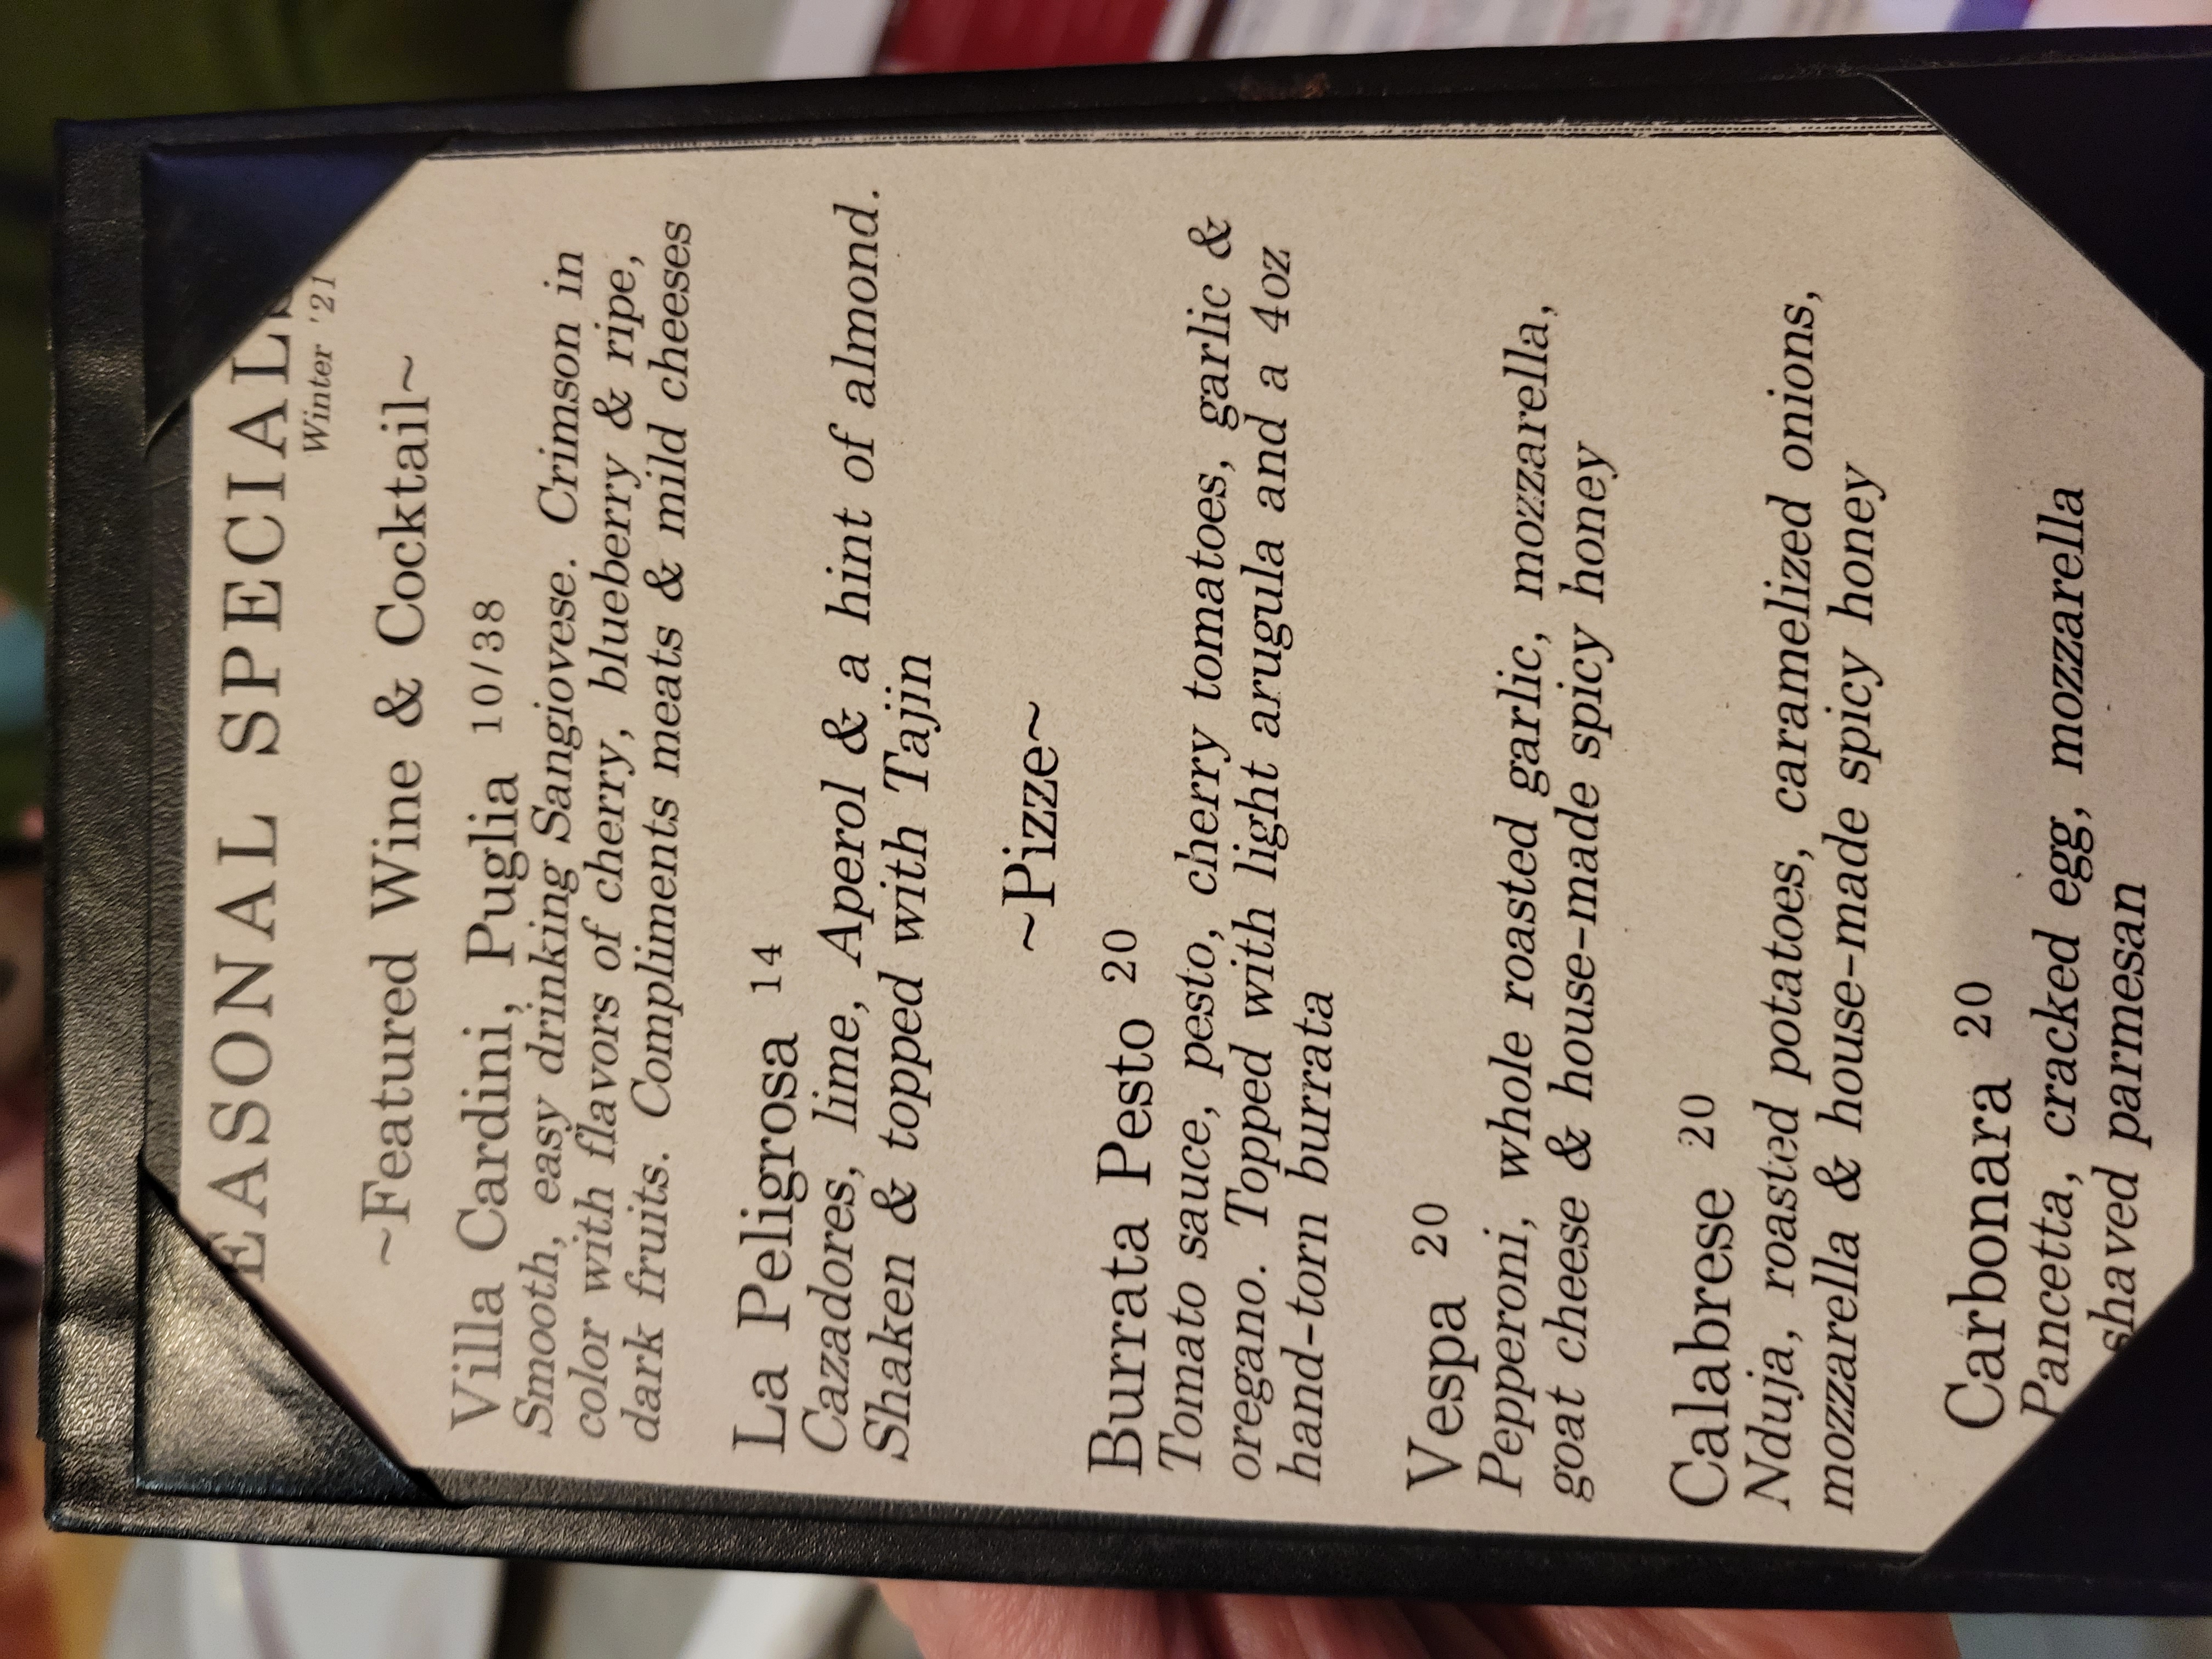 EASONAL SPECIALS
Winter '21
~Featured Wine & Cocktail~
Villa Cardini, Puglia 10/38
Smooth, easy drinking Sangiovese. Crimson in
color with flavors of cherry, blueberry & ripe,
dark fruits. Compliments meats & mild cheeses
La Peligrosa 14
Cazadores, lime, Aperol & a hint of almond.
Shaken & topped with Tajin
~Pizze~
Burrata Pesto 20
Tomato sauce, pesto, cherry tomatoes, garlic &
oregano. Topped with light arugula and a 4oz
hand-torn burrata
Vespa 20
Pepperoni, whole roasted garlic, mozzarella,
goat cheese & house-made spicy honey
Calabrese 20
Nduja, roasted potatoes, caramelized onions,
mozzarella & house-made spicy honey
Carbonara 20
Pancetta, cracked egg, mozzarella
shaved parmesan